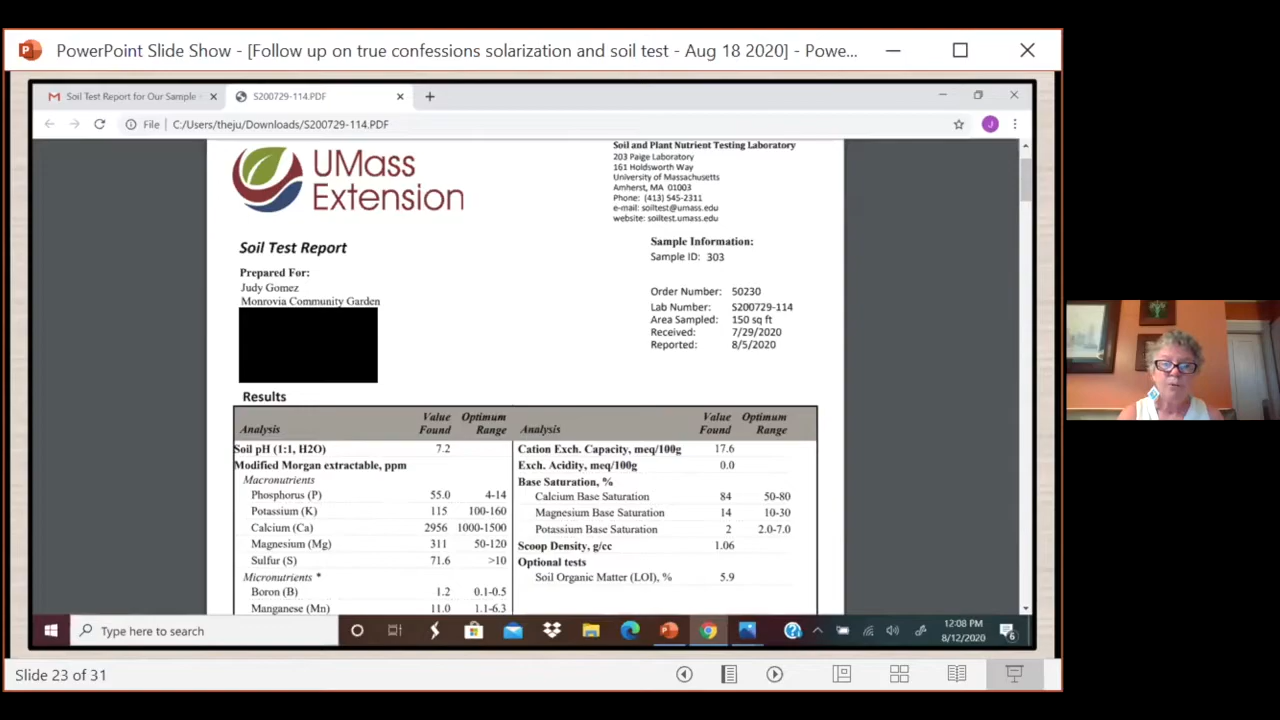 PowerPoint Slide Show - [Follow up on true confessions solarization and soil test - Aug 18 2020] - Powe...
Soil Test Report for Our Sample
S200729-114.PDF
File | C:/Users/theju/Downloads/S200729-114.PDF
J
UMass
Extension
Soil and Plant Nutrient Testing Laboratory
203 Paige Laboratory
161 Holdsworth Way
University of Massachusetts
Amherst, MA 01003
Phone: (413) 545-2311
e-mail: soiltest@umass.edu
website: soiltest.umass.edu
Soil Test Report
Sample Information:
Sample ID: 303
Prepared For:
Judy Gomez
Monrovia Community Garden
Order Number: 50230
Lab Number: S200729-114
Area Sampled: 150 sq ft
Received: 7/29/2020
Reported: 8/5/2020
Results
Analysis Value Found Optimum Range Analysis Value Found Optimum Range
Soil pH (1:1, H2O) 7.2 Cation Exch. Capacity, meq/100g 17.6
Modified Morgan extractable, ppm Exch. Acidity, meq/100g 0.0
Macronutrients Base Saturation, %
Phosphorus (P) 55.0 4-14 Calcium Base Saturation 84 50-80
Potassium (K) 115 100-160 Magnesium Base Saturation 14 10-30
Calcium (Ca) 2956 1000-1500 Potassium Base Saturation 2 2.0-7.0
Magnesium (Mg) 311 50-120 Scoop Density, g/cc 1.06
Sulfur (S) 71.6 >10 Optional tests
Micronutrients * Soil Organic Matter (LOI), % 5.9
Boron (B) 1.2 0.1-0.5
Manganese (Mn) 11.0 1.1-6.3
Type here to search
12:08 PM
8/12/2020
6
Slide 23 of 31